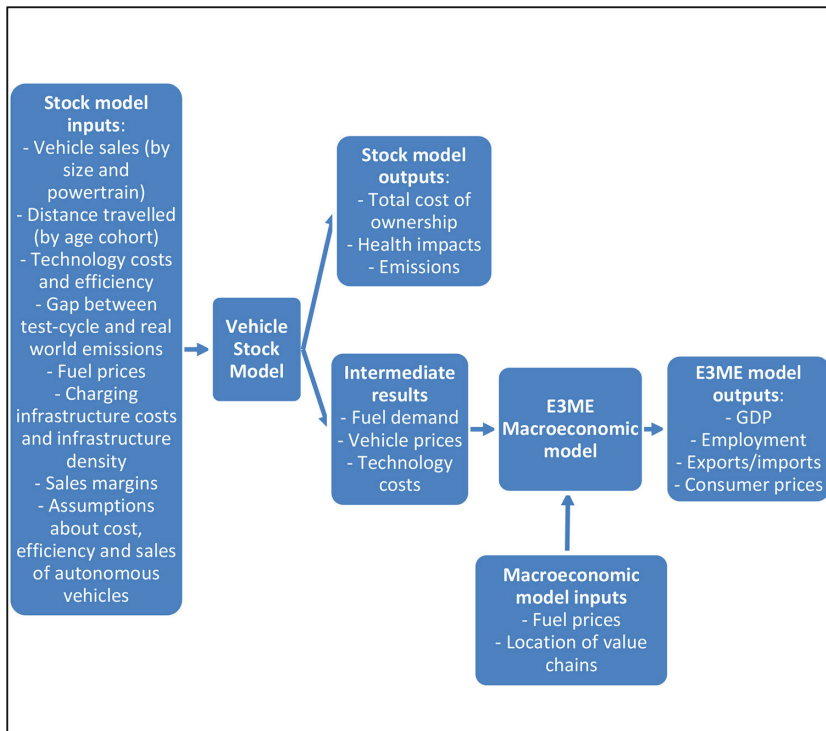 Stock model
inputs:
- Vehicle sales (by
size and
powertrain)
- Distance travelled
(by age cohort)
- Technology costs
and efficiency
- Gap between
test-cycle and real
world emissions
- Fuel prices
- Charging
infrastructure costs
and infrastructure
density
- Sales margins
- Assumptions
about cost,
efficiency and sales
of autonomous
vehicles
Vehicle
Stock
Model
Stock model
outputs:
- Total cost of
ownership
- Health impacts
- Emissions
Intermediate
results
- Fuel demand
- Vehicle prices
- Technology
costs
E3ME
Macroeconomic
model
E3ME model
outputs:
- GDP
- Employment
- Exports/imports
- Consumer prices
Macroeconomic
model inputs
- Fuel prices
- Location of value
chains